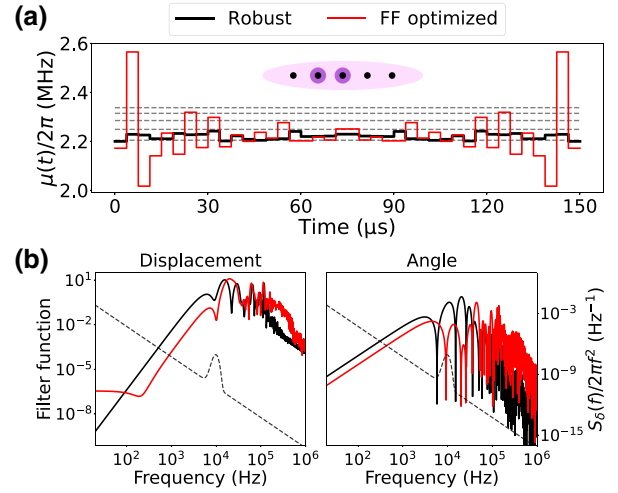 (a)
Robust
FF optimized
μ(t)/2π (MHz)
2.6
2.4
2.2
2.0
0
30
60
90
120
150
Time (μs)
(b)
Displacement
Angle
Filter function
10¹
10⁻²
10⁻⁵
10⁻⁸
10⁻³
10⁻⁹
10⁻¹⁵
S_δ(f)/2πf² (Hz⁻¹)
10² 10³ 10⁴ 10⁵ 10⁶
10² 10³ 10⁴ 10⁵ 10⁶
Frequency (Hz)
Frequency (Hz)